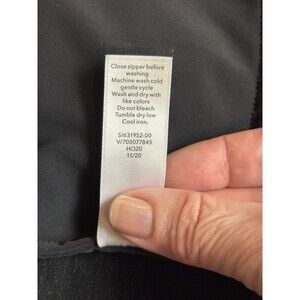 Close zipper before
washing
Machine wash cold
gentle cycle
Wash and dry with
like colors
Do not bleach
Tumble dry low
Cool iron.
S/631952-00
V/700077845
HO20
11/20